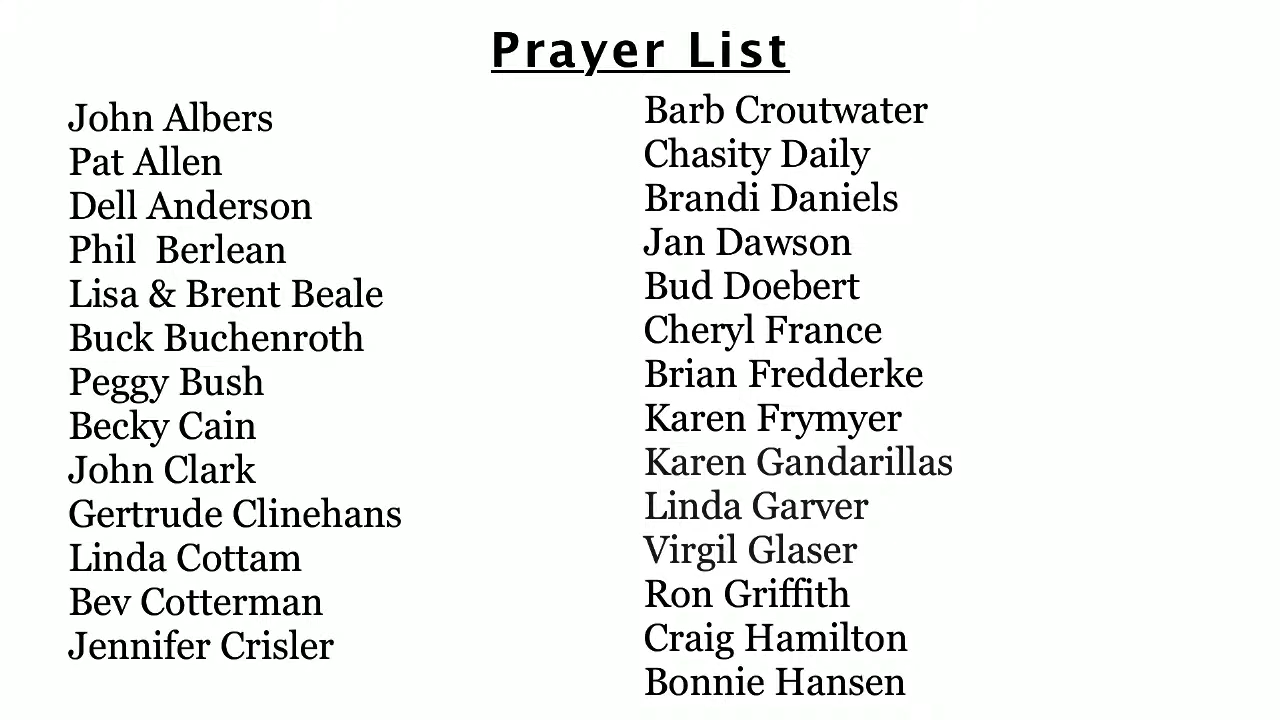 Prayer List
John Albers
Pat Allen
Dell Anderson
Phil  Berlean
Lisa & Brent Beale
Buck Buchenroth
Peggy Bush
Becky Cain
John Clark
Gertrude Clinehans
Linda Cottam
Bev Cotterman
Jennifer Crisler
Barb Croutwater
Chasity Daily
Brandi Daniels
Jan Dawson
Bud Doebert
Cheryl France
Brian Fredderke
Karen Frymyer
Karen Gandarillas
Linda Garver
Virgil Glaser
Ron Griffith
Craig Hamilton
Bonnie Hansen